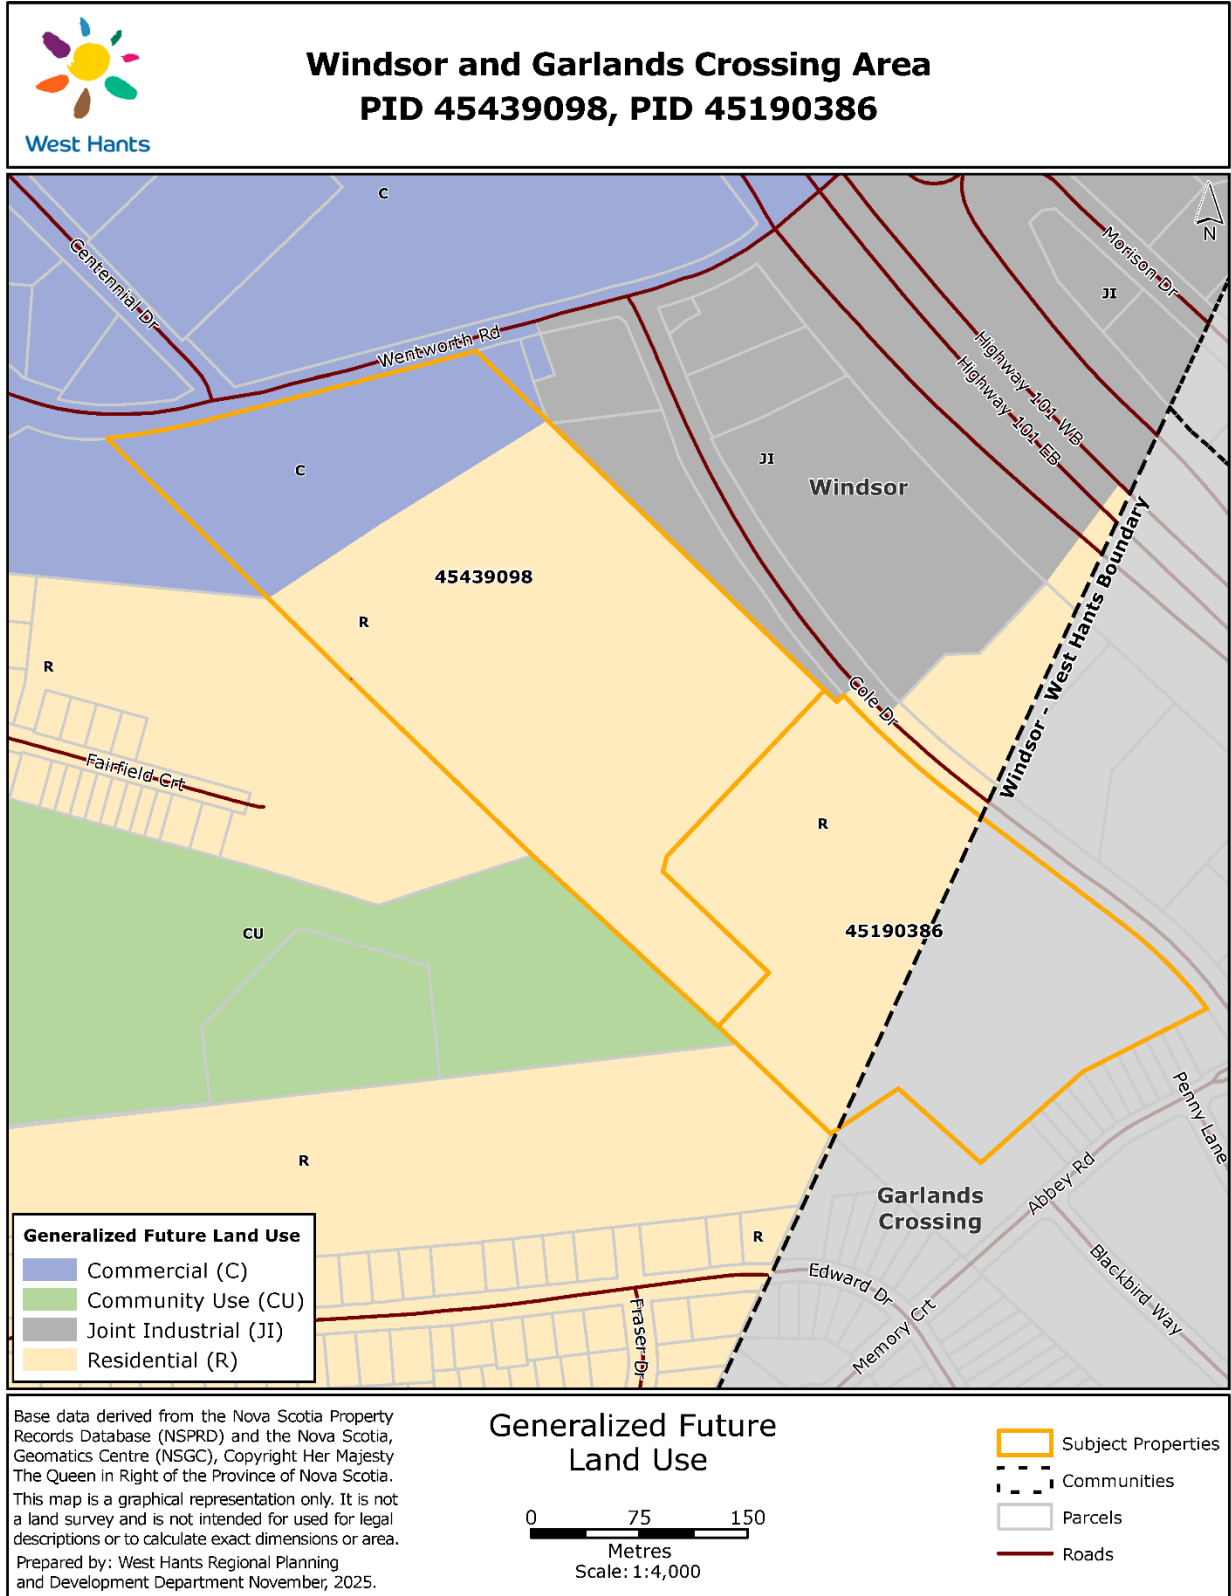 West Hants
Windsor and Garlands Crossing Area
PID 45439098, PID 45190386
C
N
Centennial Dr
Morison Dr
JI
Wentworth Rd
Highway 101 WB
Highway 101 EB
C
JI
Windsor
Windsor - West Hants Boundary
45439098
R
R
Cole Dr
Fairfield Crt
R
CU
45190386
Penny Lane
R
Abbey Rd
Garlands
Crossing
R
Edward Dr
Blackbird Way
Memory Crt
Fraser Dr
Generalized Future Land Use
Commercial (C)
Community Use (CU)
Joint Industrial (JI)
Residential (R)
Base data derived from the Nova Scotia Property
Records Database (NSPRD) and the Nova Scotia,
Geomatics Centre (NSGC), Copyright Her Majesty
The Queen in Right of the Province of Nova Scotia.
This map is a graphical representation only. It is not
a land survey and is not intended for used for legal
descriptions or to calculate exact dimensions or area.
Prepared by: West Hants Regional Planning
and Development Department November, 2025.
Generalized Future
Land Use
0 75 150
Metres
Scale: 1:4,000
Subject Properties
Communities
Parcels
Roads